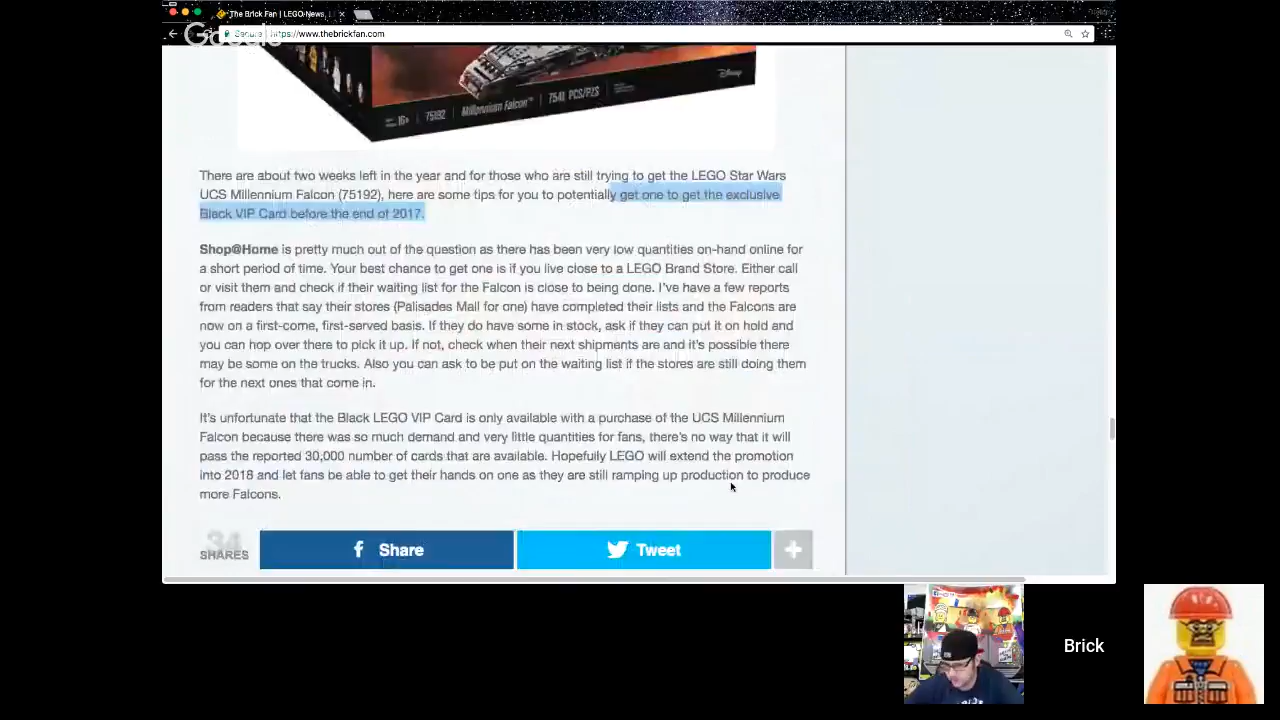 The Brick Fan | LEGO News
Google
Secure | https://www.thebrickfan.com
16+ | 75192 | Millennium Falcon™ | 7541 PCS/PZS
Disney
There are about two weeks left in the year and for those who are still trying to get the LEGO Star Wars
UCS Millennium Falcon (75192), here are some tips for you to potentially get one to get the exclusive
Black VIP Card before the end of 2017.
Shop@Home is pretty much out of the question as there has been very low quantities on-hand online for
a short period of time. Your best chance to get one is if you live close to a LEGO Brand Store. Either call
or visit them and check if their waiting list for the Falcon is close to being done. I've have a few reports
from readers that say their stores (Palisades Mall for one) have completed their lists and the Falcons are
now on a first-come, first-served basis. If they do have some in stock, ask if they can put it on hold and
you can hop over there to pick it up. If not, check when their next shipments are and it's possible there
may be some on the trucks. Also you can ask to be put on the waiting list if the stores are still doing them
for the next ones that come in.
It's unfortunate that the Black LEGO VIP Card is only available with a purchase of the UCS Millennium
Falcon because there was so much demand and very little quantities for fans, there's no way that it will
pass the reported 30,000 number of cards that are available. Hopefully LEGO will extend the promotion
into 2018 and let fans be able to get their hands on one as they are still ramping up production to produce
more Falcons.
34
SHARES
Share
Tweet
Brick